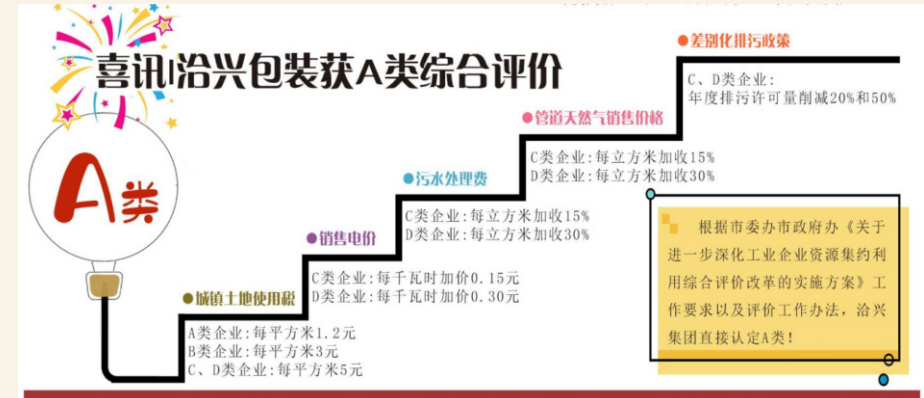 喜讯|洽兴包装获A类综合评价
A类
●城镇土地使用税
A类企业:每平方米1.2元
B类企业:每平方米3元
C、D类企业:每平方米5元
●销售电价
C类企业:每千瓦时加价0.15元
D类企业:每千瓦时加价0.30元
●污水处理费
C类企业:每立方米加收15%
D类企业:每立方米加收30%
●管道天然气销售价格
C类企业:每立方米加收15%
D类企业:每立方米加收30%
●差别化排污政策
C、D类企业:
年度排污许可量削减20%和50%
根据市委办市政府办《关于
进一步深化工业企业资源集约利
用综合评价改革的实施方案》工
作要求以及评价工作办法，洽兴
集团直接认定A类!